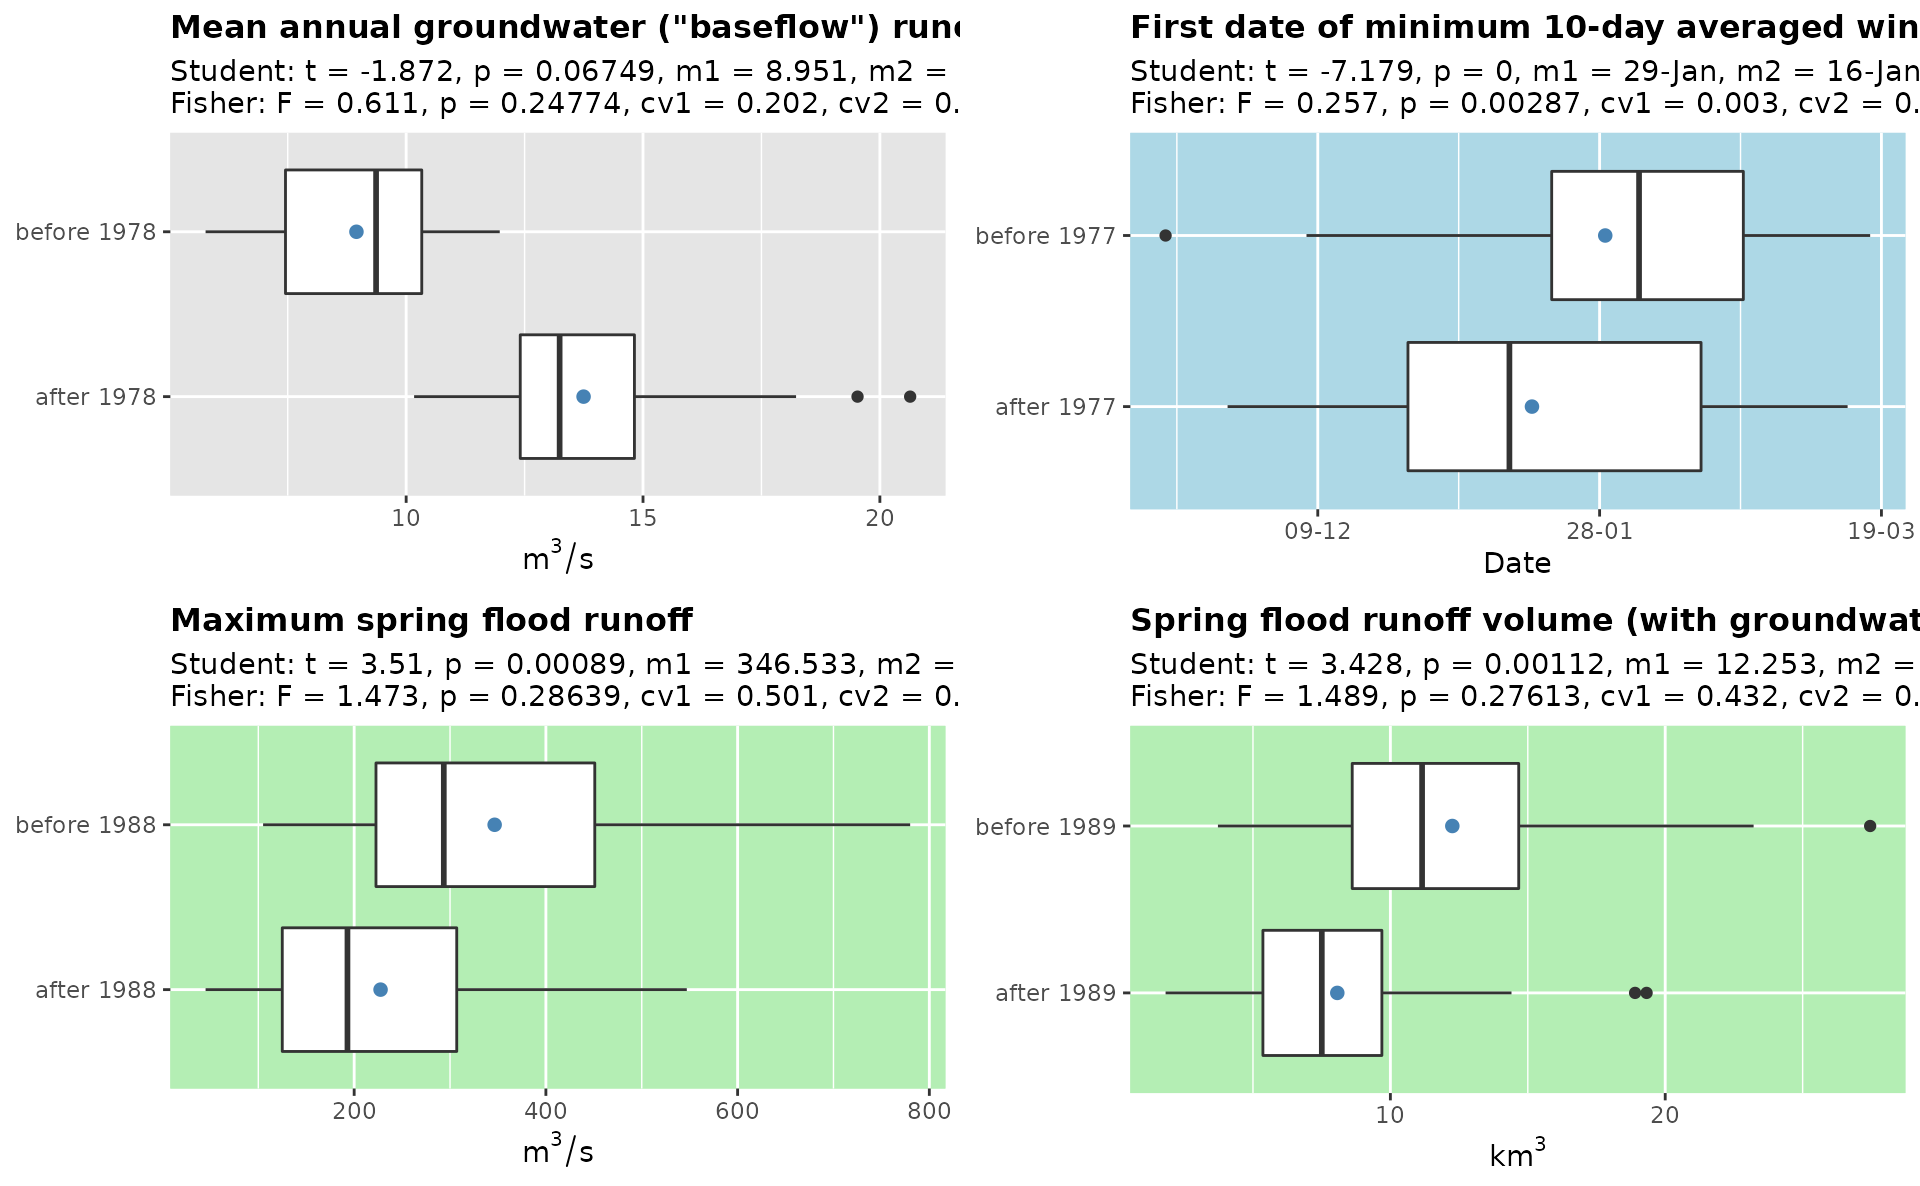 Mean annual groundwater ("baseflow")
Student: t = -1.872, p = 0.06749, m1 = 8.951, m2 =
Fisher: F = 0.611, p = 0.24774, cv1 = 0.202, cv2 = 0.
before 1978
after 1978
10 15 20
m³/s
First date of minimum 10-day averaged
Student: t = -7.179, p = 0, m1 = 29-Jan, m2 = 16-Jan
Fisher: F = 0.257, p = 0.00287, cv1 = 0.003, cv2 = 0.
before 1977
after 1977
09-12 28-01 19-03
Date
Maximum spring flood runoff
Student: t = 3.51, p = 0.00089, m1 = 346.533, m2 =
Fisher: F = 1.473, p = 0.28639, cv1 = 0.501, cv2 = 0.
before 1988
after 1988
200 400 600 800
m³/s
Spring flood runoff volume (with
Student: t = 3.428, p = 0.00112, m1 = 12.253, m2 =
Fisher: F = 1.489, p = 0.27613, cv1 = 0.432, cv2 = 0.
before 1989
after 1989
10 20
km³